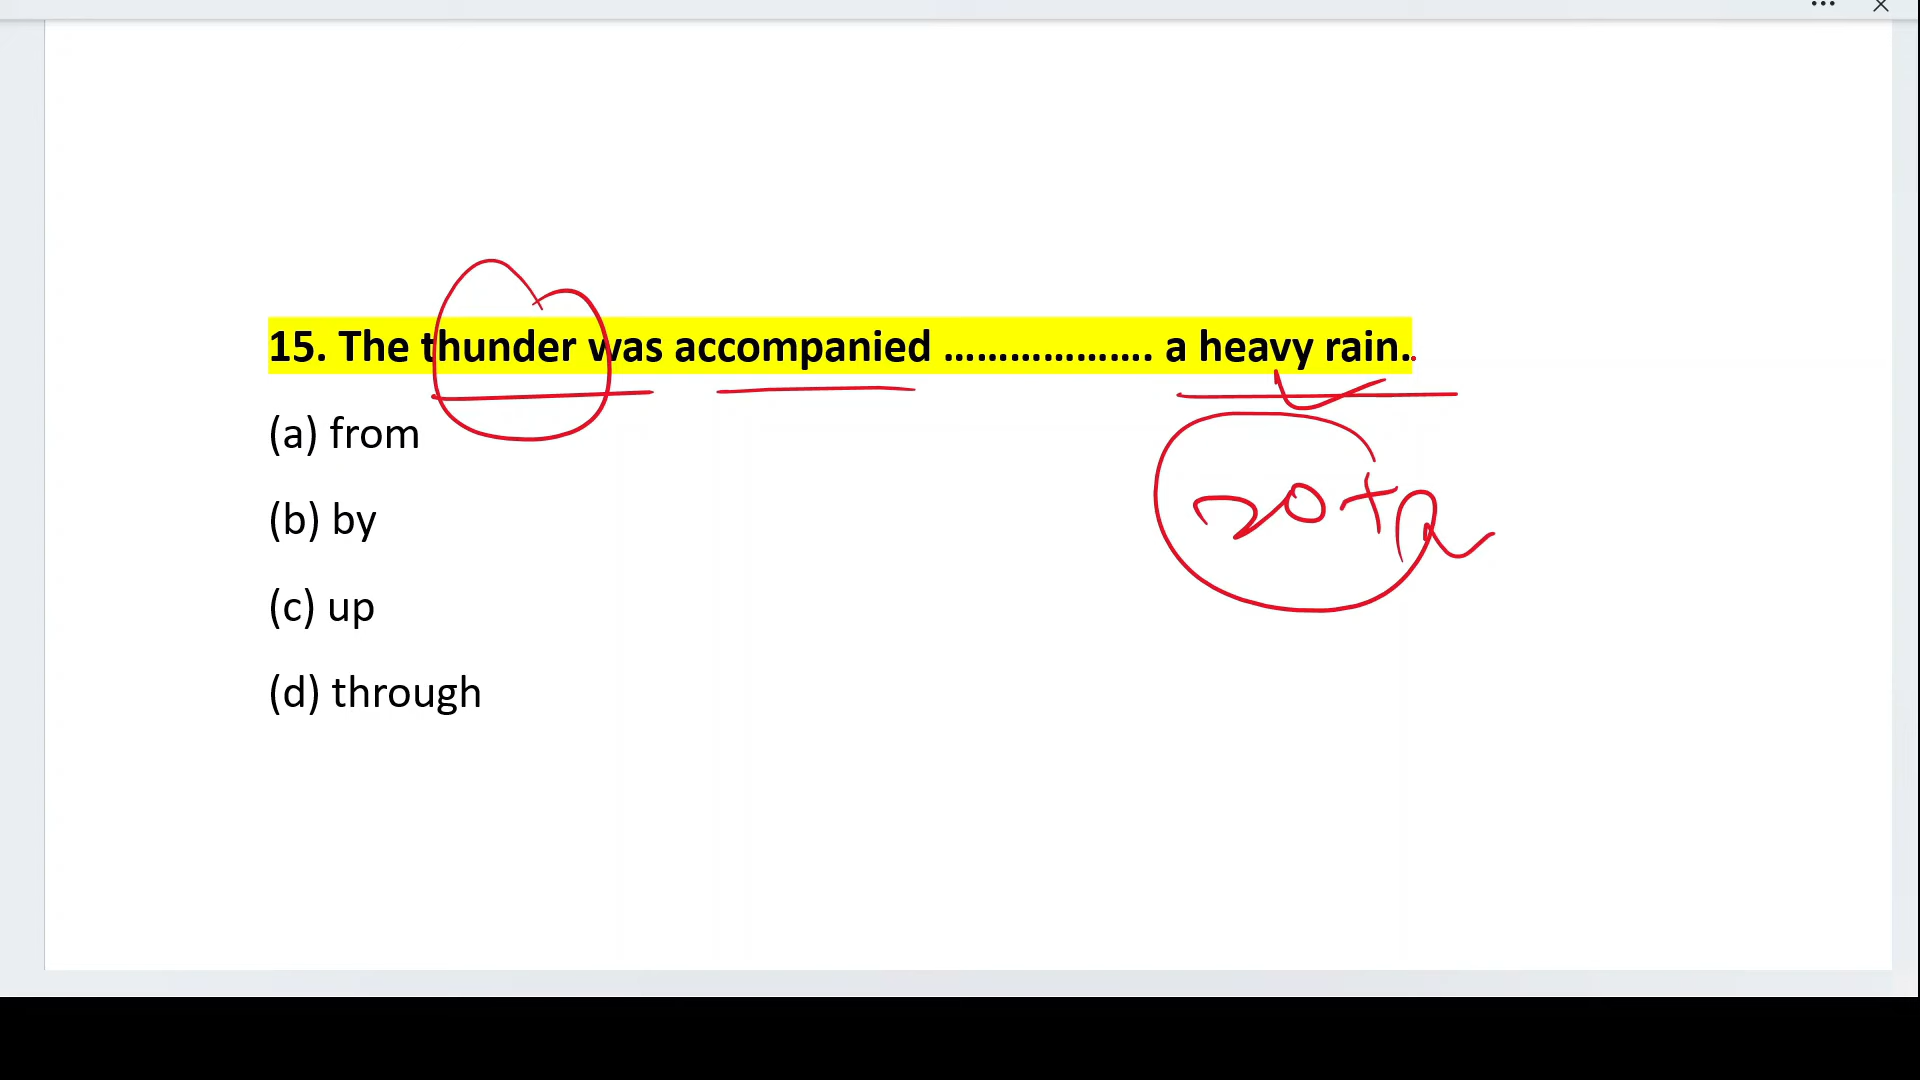 15. The thunder was accompanied ………………. a heavy rain.
(a) from
(b) by
(c) up
(d) through